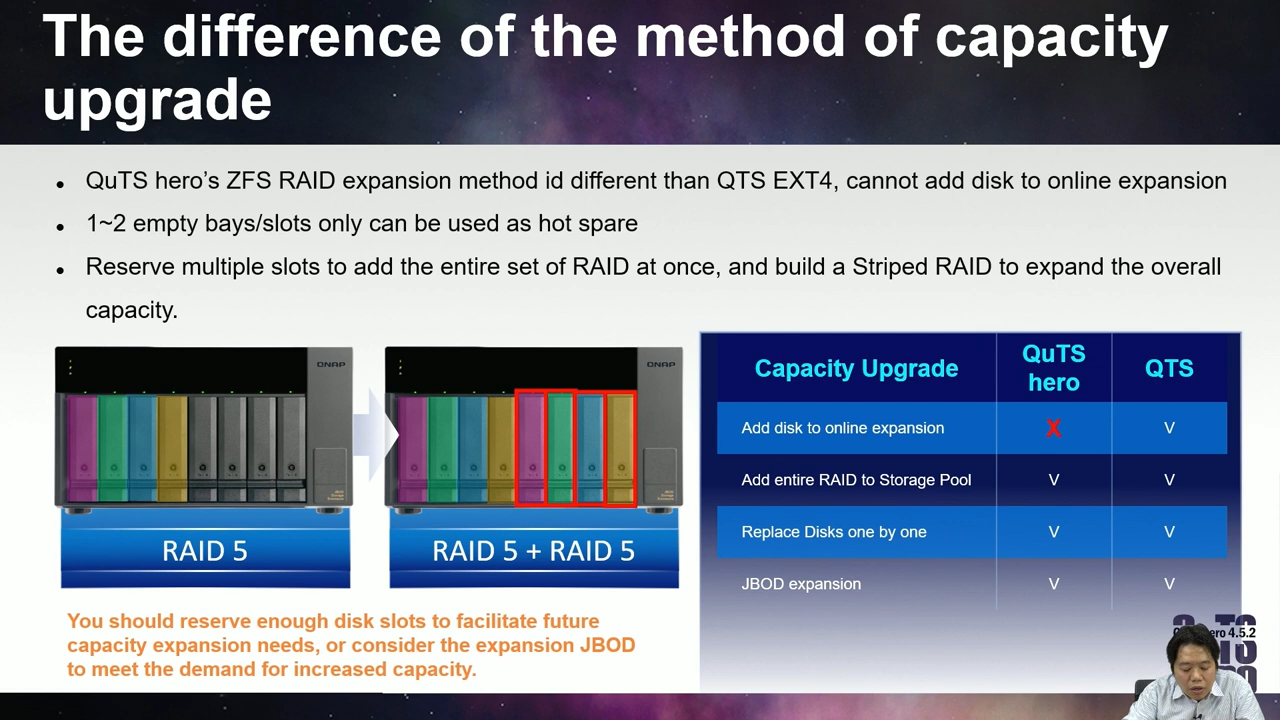 The difference of the method of capacity
upgrade
• QuTS hero’s ZFS RAID expansion method id different than QTS EXT4, cannot add disk to online expansion
• 1~2 empty bays/slots only can be used as hot spare
• Reserve multiple slots to add the entire set of RAID at once, and build a Striped RAID to expand the overall
capacity.
QNAP
QNAP
RAID 5
RAID 5 + RAID 5
You should reserve enough disk slots to facilitate future
capacity expansion needs, or consider the expansion JBOD
to meet the demand for increased capacity.
Capacity Upgrade QuTS hero QTS
Add disk to online expansion X V
Add entire RAID to Storage Pool V V
Replace Disks one by one V V
JBOD expansion V V
4.5.2